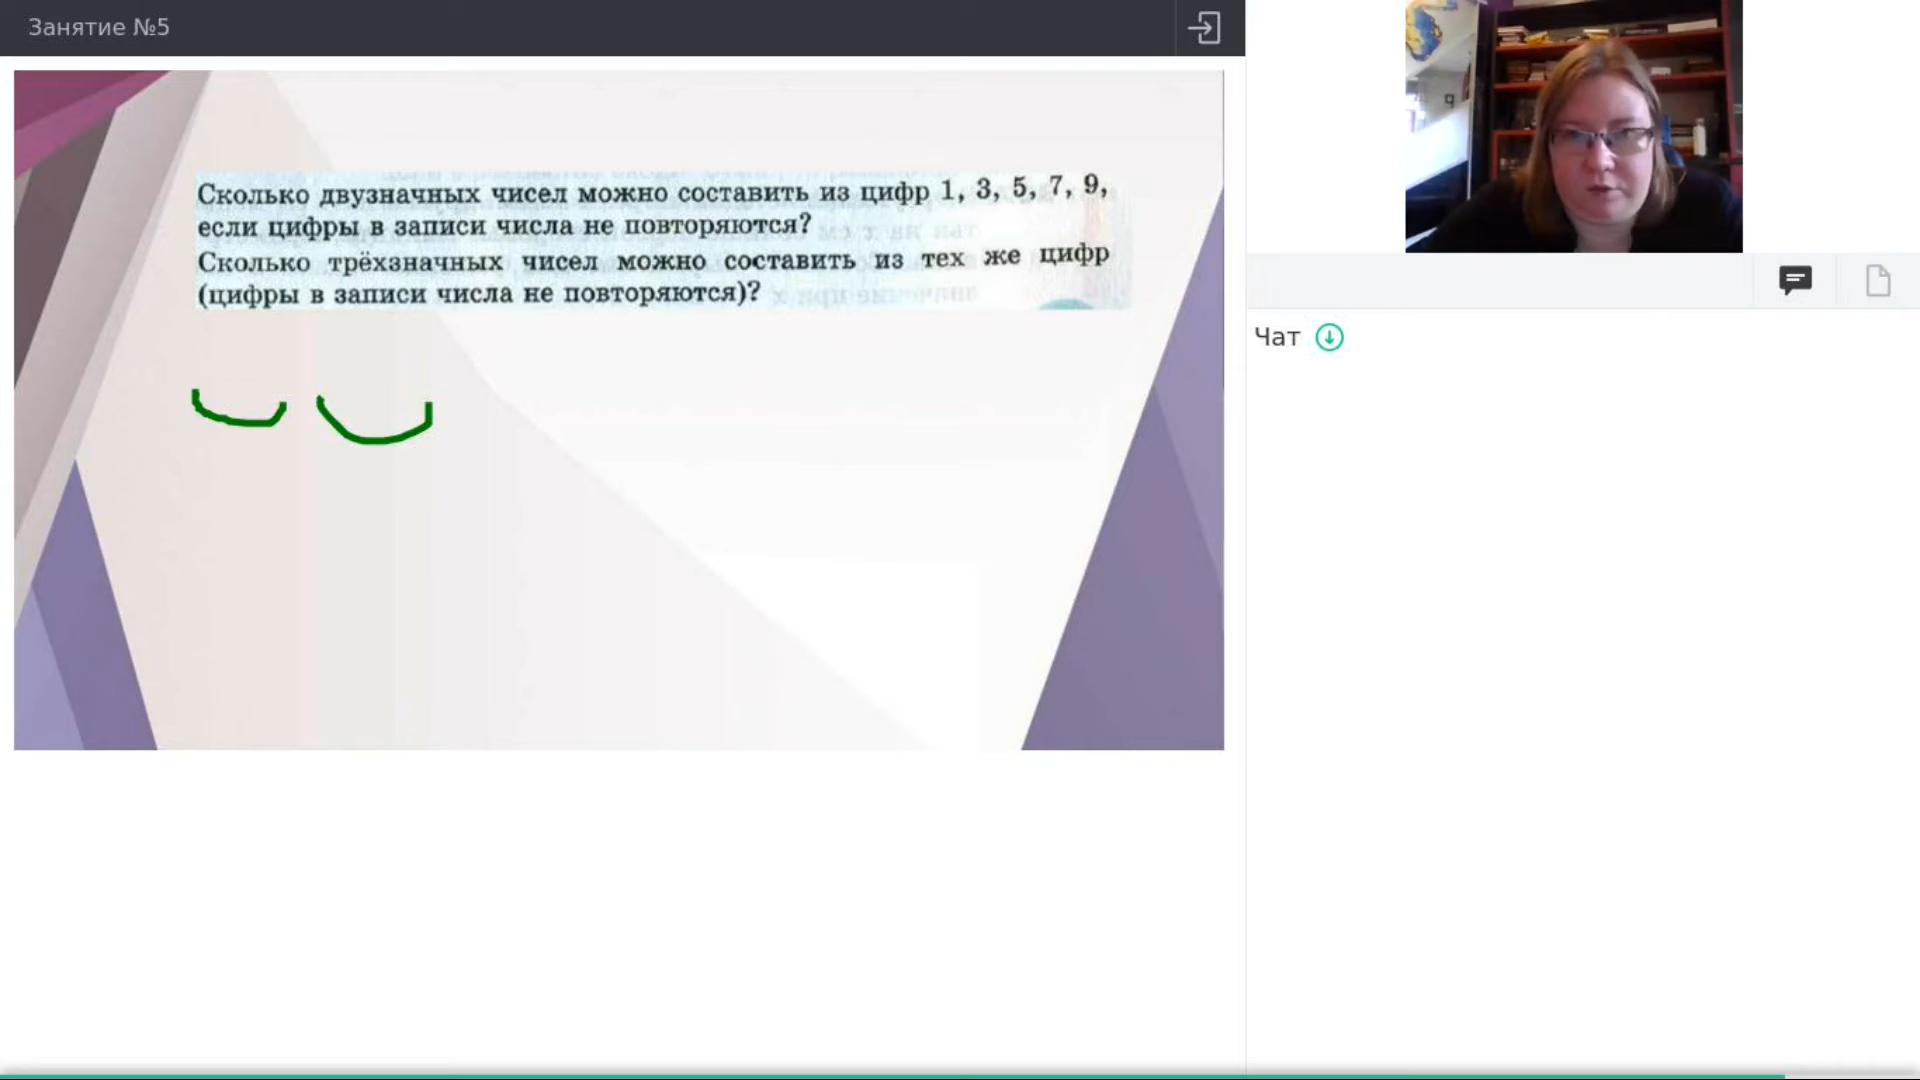 Занятие №5
Сколько двузначных чисел можно составить из цифр 1, 3, 5, 7, 9,
если цифры в записи числа не повторяются?
Сколько трёхзначных чисел можно составить из тех же цифр
(цифры в записи числа не повторяются)?
Чат